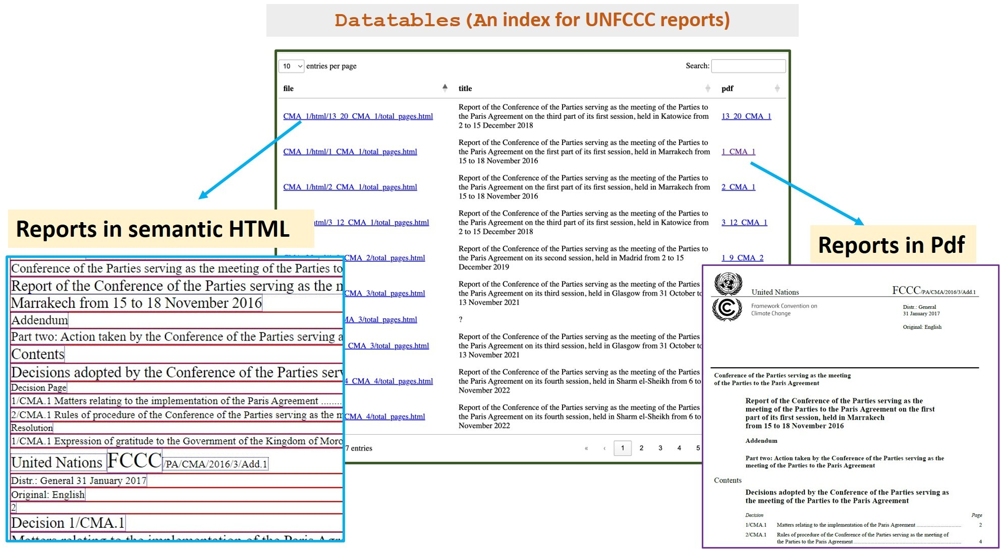 Datatables (An index for UNFCCC reports)
10 entries per page
Search:
file title pdf
CMA_1/html/13_20_CMA_1/total_pages.html
Report of the Conference of the Parties serving as the meeting of the Parties to
the Paris Agreement on the third part of its first session, held in Katowice from
2 to 15 December 2018
13_20_CMA_1
CMA_1/html/1_CMA_1/total_pages.html
Report of the Conference of the Parties serving as the meeting of the Parties to
the Paris Agreement on the first part of its first session, held in Marrakech from
15 to 18 November 2016
1_CMA_1
CMA_1/html/2_CMA_1/total_pages.html
Report of the Conference of the Parties serving as the meeting of the Parties to
the Paris Agreement on the first part of its first session, held in Marrakech from
15 to 18 November 2016
2_CMA_1
html/3_12_CMA_1/total_pages.html
Report of the Conference of the Parties serving as the meeting of the Parties to
the Paris Agreement on the third part of its first session, held in Katowice from
2 to 15 December 2018
3_12_CMA_1
CMA_2/total_pages.html
Report of the Conference of the Parties serving as the meeting of the Parties to
the Paris Agreement on its second session, held in Madrid from 2 to 15
December 2019
1_9_CMA_2
CMA_3/total_pages.html
Report of the Conference of the Parties serving as the meeting of the Parties
the Paris Agreement on its third session, held in Glasgow from 31 October to
13 November 2021
MA_3/total_pages.html
?
CMA_3/total_pages.html
Report of the Conference of the Parties serving as the meeting of the Parties
the Paris Agreement on its third session, held in Glasgow from 31 October to
13 November 2021
4_CMA_4/total_pages.html
Report of the Conference of the Parties serving as the meeting of the Parties
the Paris Agreement on its fourth session, held in Sharm el-Sheikh from 6 to
November 2022
CMA_4/total_pages.html
Report of the Conference of the Parties serving as the meeting of the Parties
the Paris Agreement on its fourth session, held in Sharm el-Sheikh from 6 to
November 2022
7 entries
« ‹ 1 2 3 4 5
Reports in semantic HTML
Conference of the Parties serving as the meeting of the Parties to
Report of the Conference of the Parties serving as the m
Marrakech from 15 to 18 November 2016
Addendum
Part two: Action taken by the Conference of the Parties serving a
Contents
Decisions adopted by the Conference of the Parties serv
Decision Page
1/CMA.1 Matters relating to the implementation of the Paris Agreement ........
2/CMA.1 Rules of procedure of the Conference of the Parties serving as the m
Resolution
1/CMA.1 Expression of gratitude to the Government of the Kingdom of Moro
United Nations FCCC/PA/CMA/2016/3/Add.1
Distr.: General 31 January 2017
Original: English
2
Decision 1/CMA.1
Matters relating to the implementation of the Paris Agr
Reports in Pdf
United Nations FCCC/PA/CMA/2016/3/Add.1
Framework Convention on
Climate Change
Distr.: General
31 January 2017
Original: English
Conference of the Parties serving as the meeting
of the Parties to the Paris Agreement
Report of the Conference of the Parties serving as the
meeting of the Parties to the Paris Agreement on the first
part of its first session, held in Marrakech
from 15 to 18 November 2016
Addendum
Part two: Action taken by the Conference of the Parties serving as the
meeting of the Parties to the Paris Agreement
Contents
Decisions adopted by the Conference of the Parties serving as
the meeting of the Parties to the Paris Agreement
Decision Page
1/CMA.1 Matters relating to the implementation of the Paris Agreement ................................ 2
2/CMA.1 Rules of procedure of the Conference of the Parties serving as the meeting of
the Parties to the Paris Agreement ................................ 4